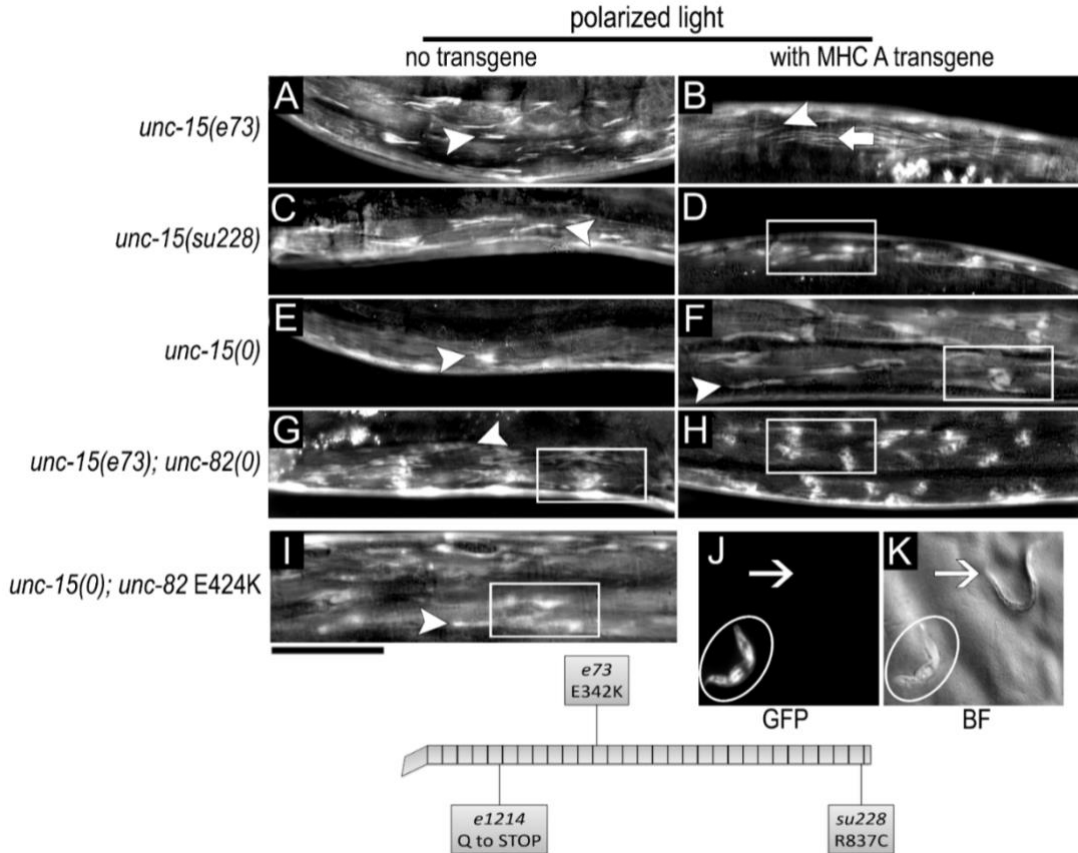 polarized light
no transgene
with MHC A transgene
unc-15(e73)
A
B
unc-15(su228)
C
D
unc-15(0)
E
F
unc-15(e73); unc-82(0)
G
H
unc-15(0); unc-82 E424K
I
J
K
GFP
BF
e73
E342K
e1214
Q to STOP
su228
R837C